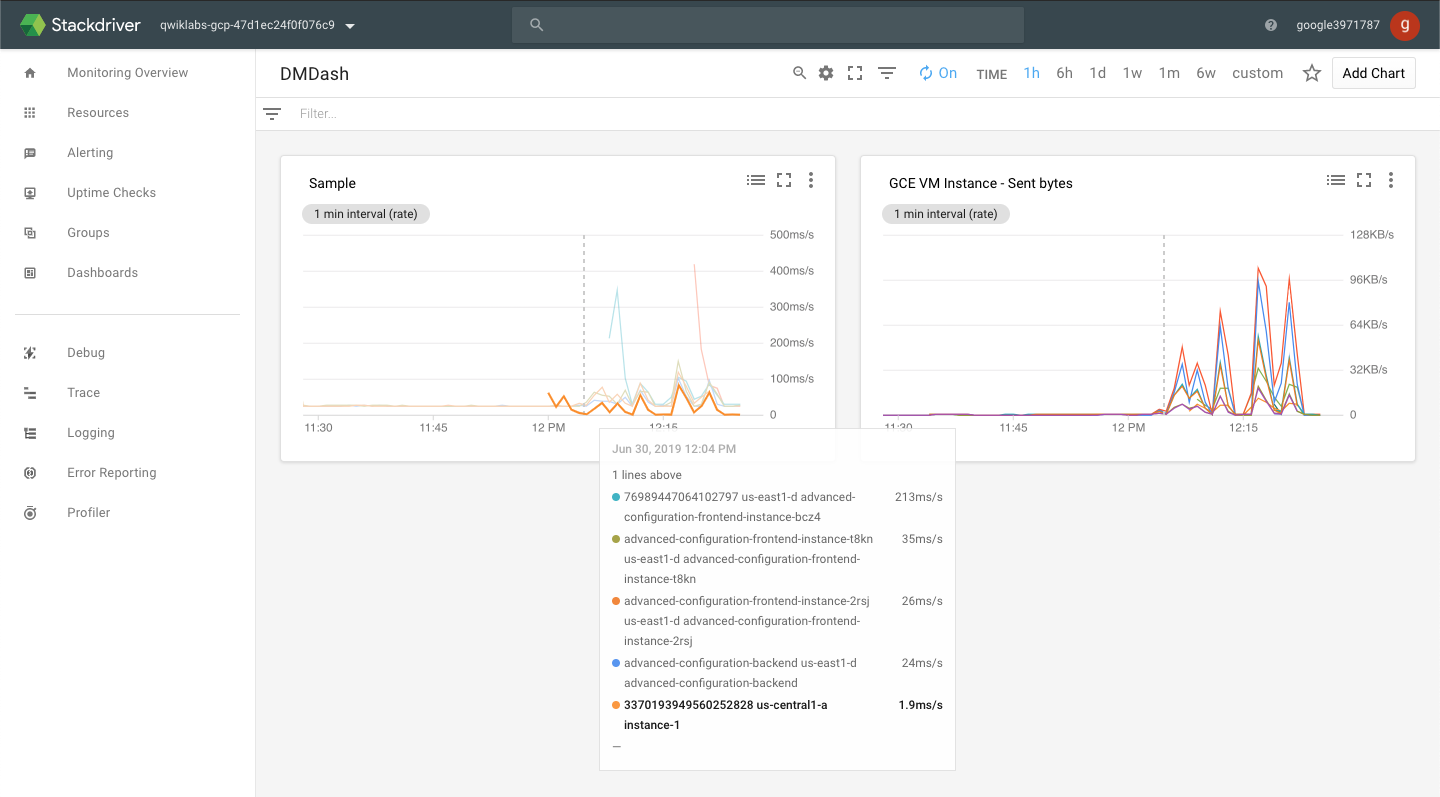 Stackdriver qwiklabs-gcp-47d1ec24f0f076c9 google3971787 g
Monitoring Overview
Resources
Alerting
Uptime Checks
Groups
Dashboards
Debug
Trace
Logging
Error Reporting
Profiler
DMDash On TIME 1h 6h 1d 1w 1m 6w custom Add Chart
Filter...
Sample
1 min interval (rate)
500ms/s
400ms/s
300ms/s
200ms/s
100ms/s
0
11:30 11:45 12 PM 12:15
GCE VM Instance - Sent bytes
1 min interval (rate)
128KB/s
96KB/s
64KB/s
32KB/s
0
11:30 11:45 12 PM 12:15
Jun 30, 2019 12:04 PM
1 lines above
76989447064102797 us-east1-d advanced- 213ms/s
configuration-frontend-instance-bcz4
advanced-configuration-frontend-instance-t8kn 35ms/s
us-east1-d advanced-configuration-frontend-
instance-t8kn
advanced-configuration-frontend-instance-2rsj 26ms/s
us-east1-d advanced-configuration-frontend-
instance-2rsj
advanced-configuration-backend us-east1-d 24ms/s
advanced-configuration-backend
3370193949560252828 us-central1-a 1.9ms/s
instance-1
—